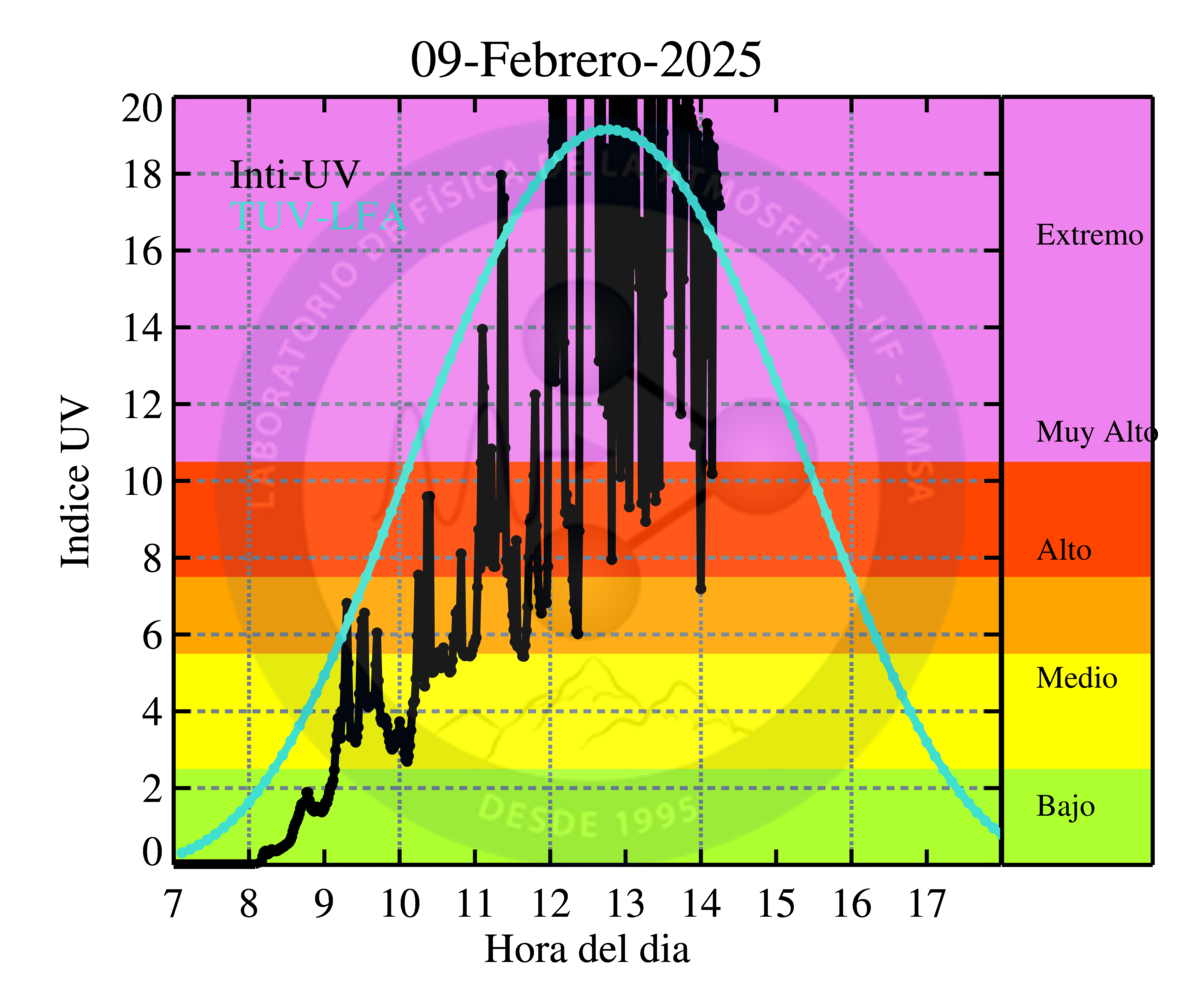 09-Febrero-2025
Indice UV
20
18
16
14
12
10
8
6
4
2
0
Inti-UV
TUV-LFA
LABORATORIO DE FÍSICA DE LA ATMÓSFERA - IIF - UMSA
DESDE 1995
Extremo
Muy Alto
Alto
Medio
Bajo
7 8 9 10 11 12 13 14 15 16 17
Hora del dia